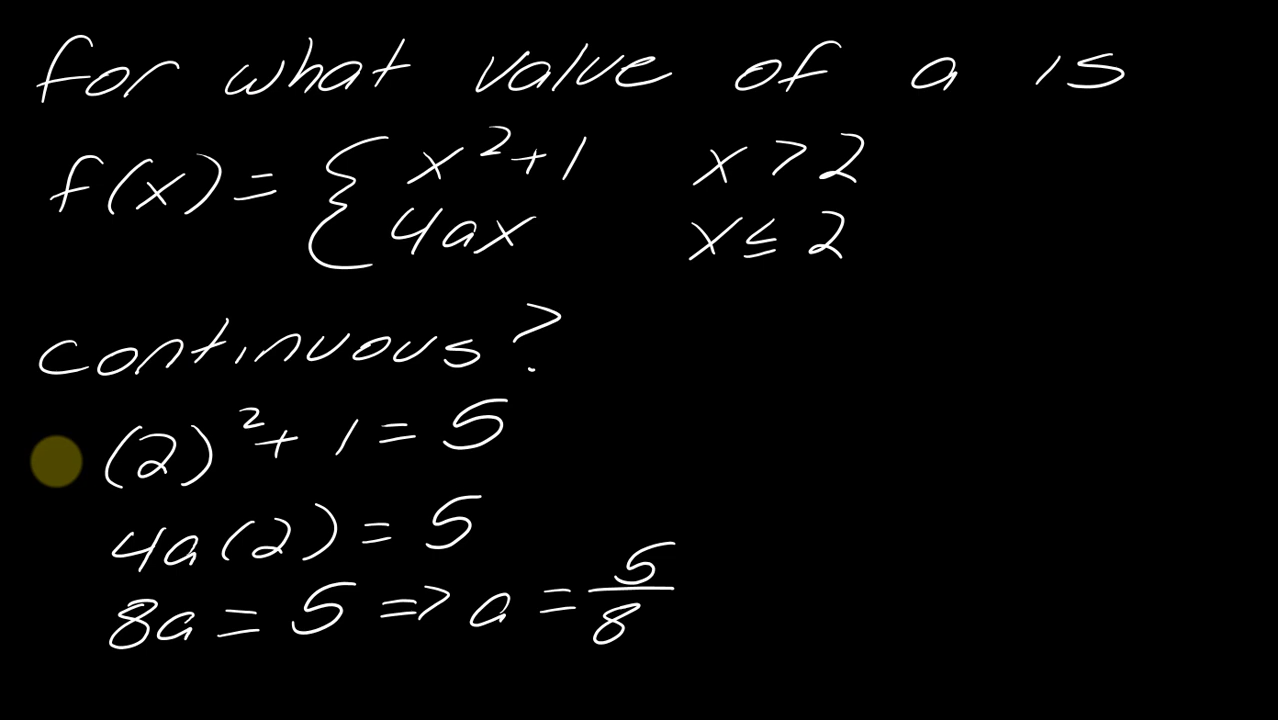 for what value of a is
f(x) = { x² + 1 x > 2
4ax x ≤ 2
continuous?
(2)² + 1 = 5
4a(2) = 5
8a = 5 => a = 5/8